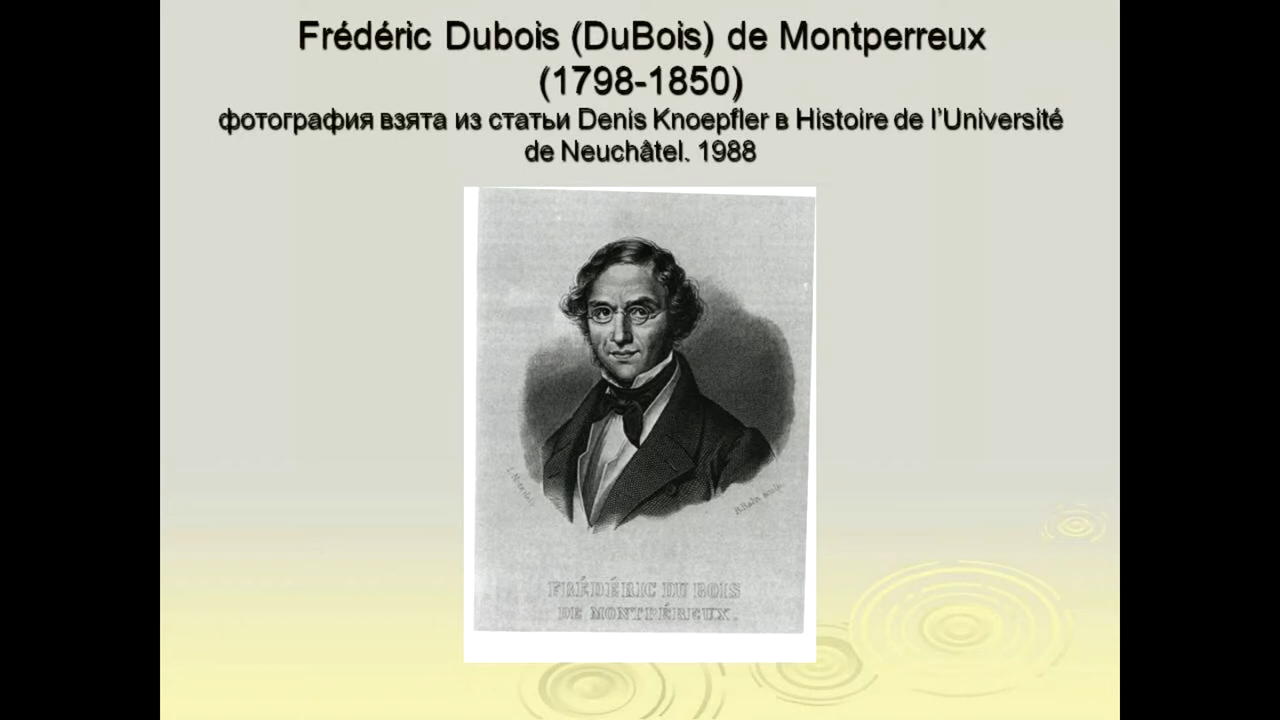 Frédéric Dubois (DuBois) de Montperreux
(1798-1850)
фотография взята из статьи Denis Knoepfler в Histoire de l’Université
de Neuchâtel. 1988
FRÉDÉRIC DU BOIS
DE MONTPÉREUX.